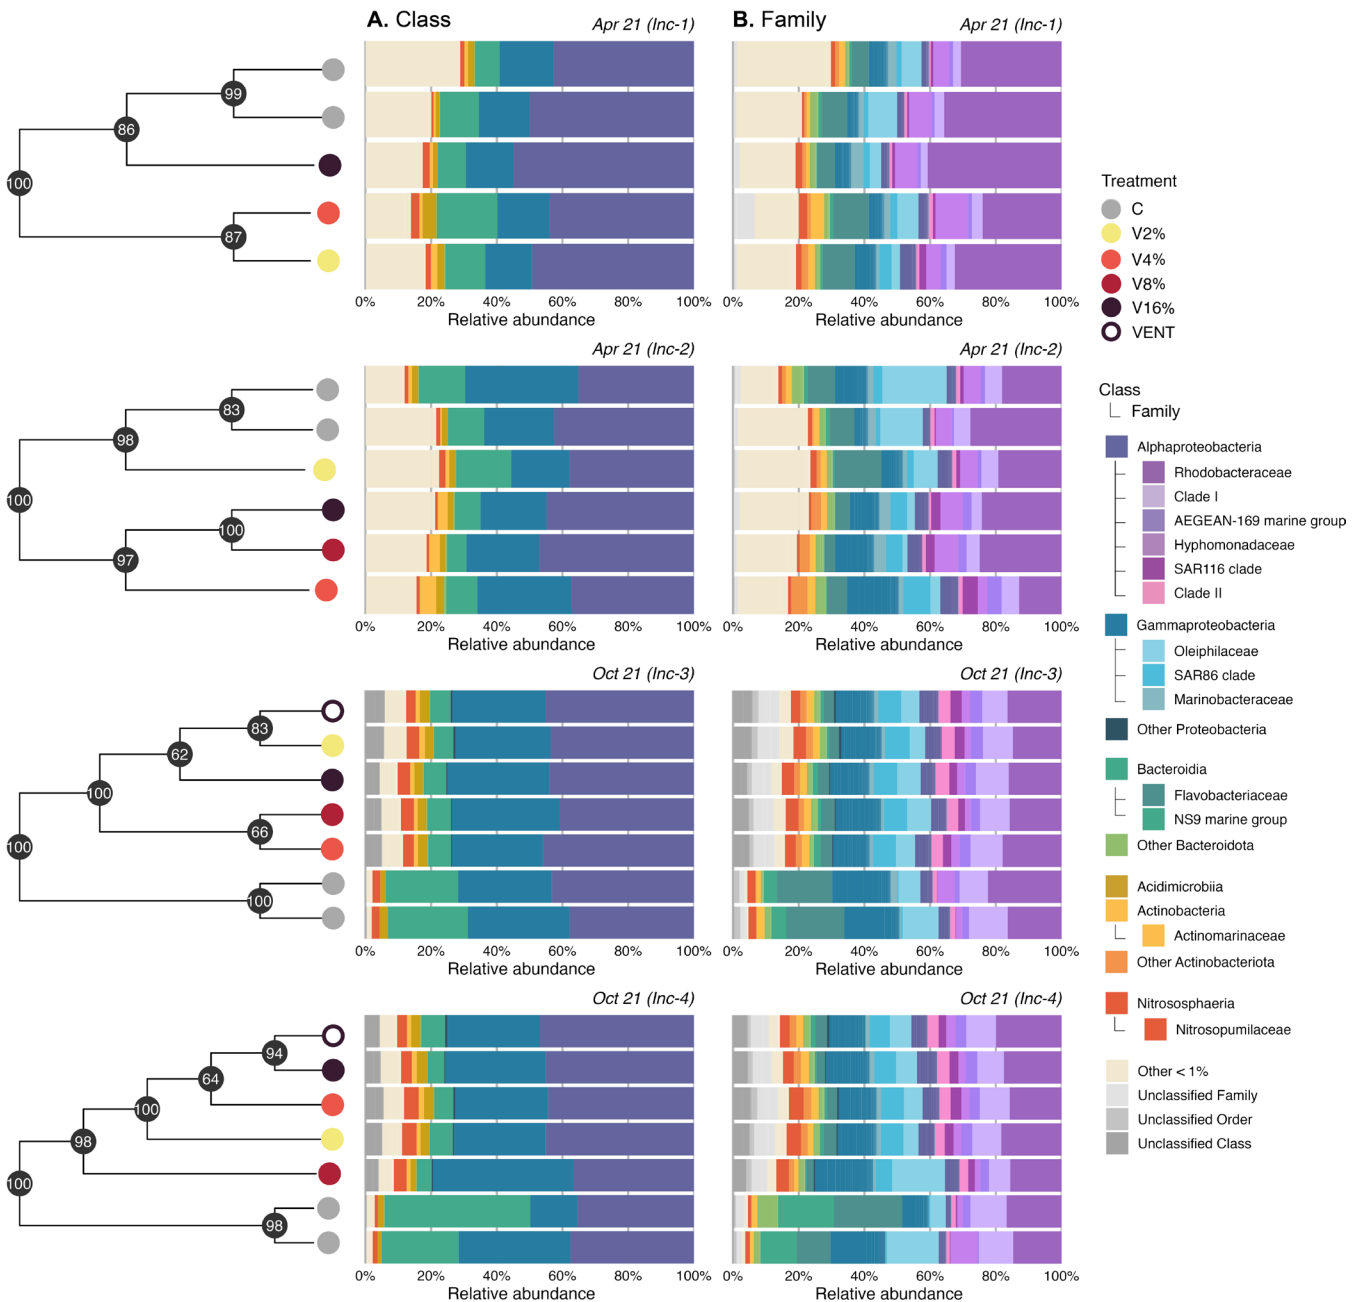 A. Class
B. Family
Apr 21 (Inc-1)
Apr 21 (Inc-1)
99
86
100
87
0% 20% 40% 60% 80% 100%
Relative abundance
0% 20% 40% 60% 80% 100%
Relative abundance
Apr 21 (Inc-2)
Apr 21 (Inc-2)
83
98
100
100
97
0% 20% 40% 60% 80% 100%
Relative abundance
0% 20% 40% 60% 80% 100%
Relative abundance
Oct 21 (Inc-3)
Oct 21 (Inc-3)
83
62
100
66
100
100
0% 20% 40% 60% 80% 100%
Relative abundance
0% 20% 40% 60% 80% 100%
Relative abundance
Oct 21 (Inc-4)
Oct 21 (Inc-4)
94
64
100
98
100
98
0% 20% 40% 60% 80% 100%
Relative abundance
0% 20% 40% 60% 80% 100%
Relative abundance
Treatment
C
V2%
V4%
V8%
V16%
VENT
Class
Family
Alphaproteobacteria
Rhodobacteraceae
Clade I
AEGEAN-169 marine group
Hyphomonadaceae
SAR116 clade
Clade II
Gammaproteobacteria
Oleiphilaceae
SAR86 clade
Marinobacteraceae
Other Proteobacteria
Bacteroidia
Flavobacteriaceae
NS9 marine group
Other Bacteroidota
Acidimicrobiia
Actinobacteria
Actinomarinaceae
Other Actinobacteriota
Nitrososphaeria
Nitrosopumilaceae
Other < 1%
Unclassified Family
Unclassified Order
Unclassified Class